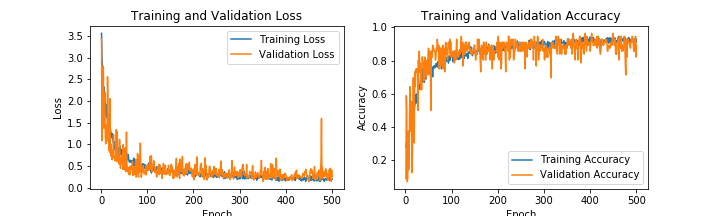 Training and Validation Loss
Loss
3.5
3.0
2.5
2.0
1.5
1.0
0.5
0.0
Training Loss
Validation Loss
0
100
200
300
400
500
Epoch
Training and Validation Accuracy
Accuracy
1.0
0.8
0.6
0.4
0.2
Training Accuracy
Validation Accuracy
0
100
200
300
400
500
Epoch